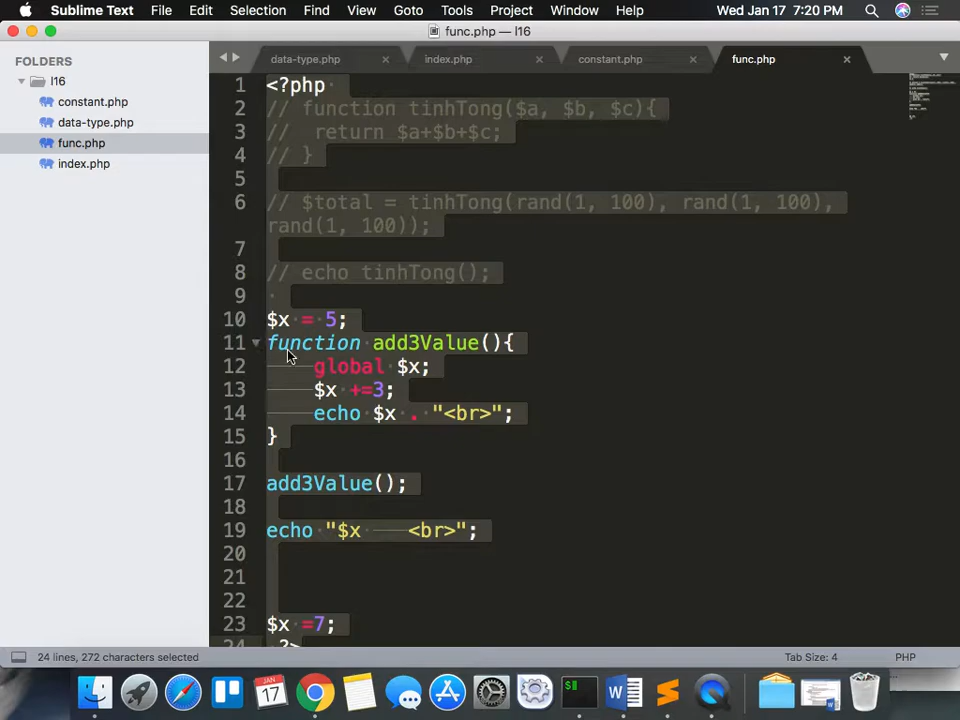 Sublime Text File Edit Selection Find View Goto Tools Project Window Help Wed Jan 17 7:20 PM
func.php — l16
FOLDERS
l16
constant.php
data-type.php
func.php
index.php
data-type.php × index.php × constant.php × func.php ×
1 <?php
2 // function tinhTong($a, $b, $c){
3 //  return $a+$b+$c;
4 // }
5
6 // $total = tinhTong(rand(1, 100), rand(1, 100),
rand(1, 100));
7
8 // echo tinhTong();
9
10 $x = 5;
11 function add3Value(){
12     global $x;
13     $x +=3;
14     echo $x . "<br>";
15 }
16
17 add3Value();
18
19 echo "$x     <br>";
20
21
22
23 $x =7;
24 ?>
24 lines, 272 characters selected
Tab Size: 4 PHP
JAN
17
$
W